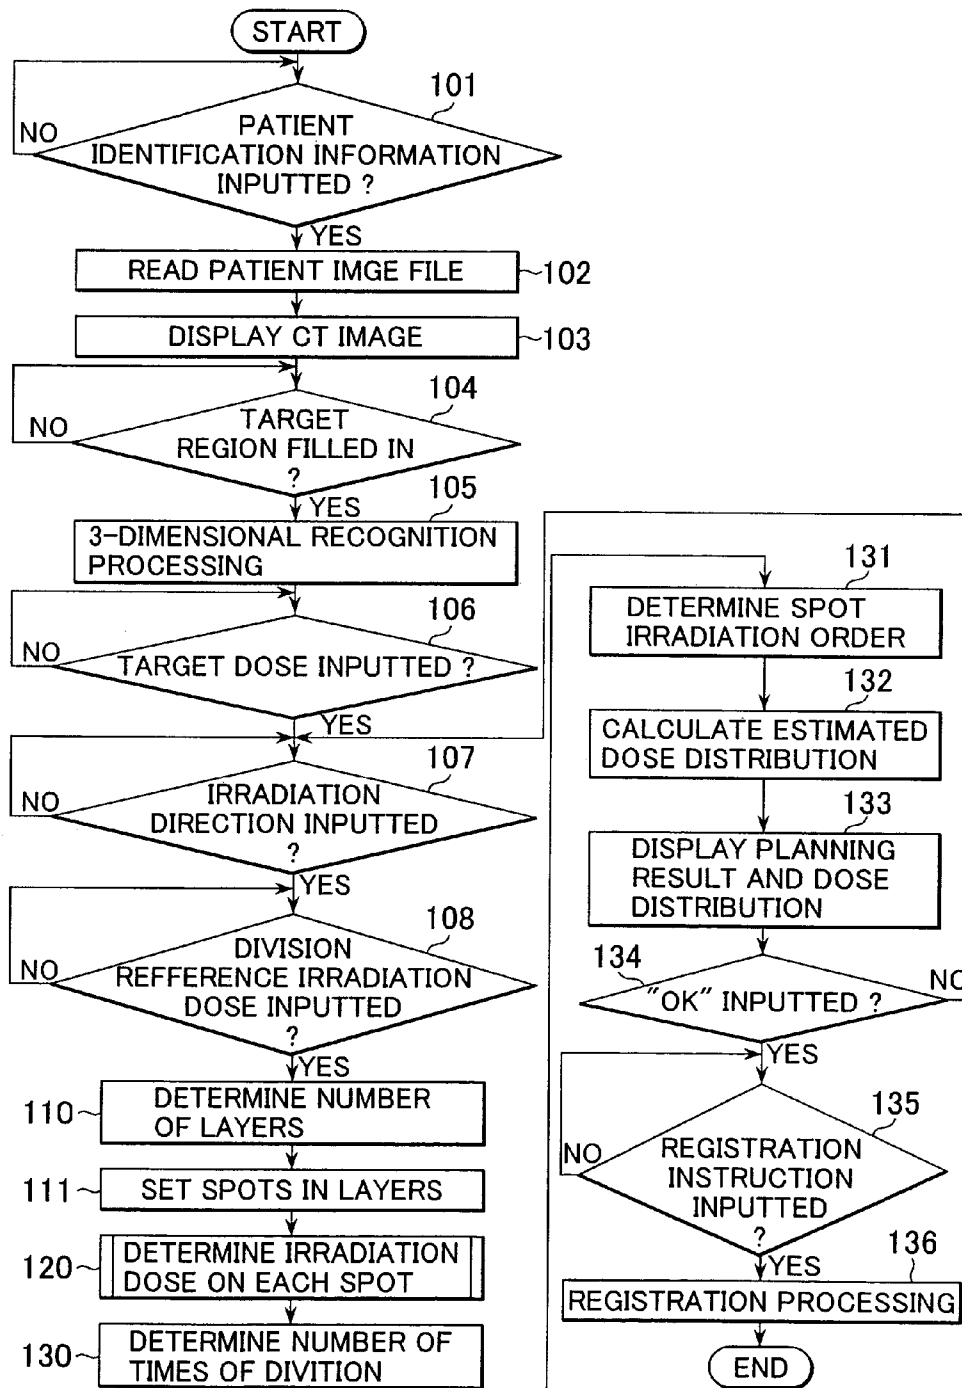 START
101
PATIENT
IDENTIFICATION INFORMATION
INPUTTED ?
NO
YES
READ PATIENT IMGE FILE
102
DISPLAY CT IMAGE
103
104
TARGET
REGION FILLED IN
?
NO
YES
105
3-DIMENSIONAL RECOGNITION
PROCESSING
106
TARGET DOSE INPUTTED ?
NO
YES
107
IRRADIATION
DIRECTION INPUTTED
?
NO
YES
108
DIVISION
REFFERENCE IRRADIATION
DOSE INPUTTED
?
NO
YES
110
DETERMINE NUMBER
OF LAYERS
111
SET SPOTS IN LAYERS
120
DETERMINE IRRADIATION
DOSE ON EACH SPOT
130
DETERMINE NUMBER OF
TIMES OF DIVITION
131
DETERMINE SPOT
IRRADIATION ORDER
132
CALCULATE ESTIMATED
DOSE DISTRIBUTION
133
DISPLAY PLANNING
RESULT AND DOSE
DISTRIBUTION
134
"OK" INPUTTED ?
NO
YES
135
REGISTRATION
INSTRUCTION
INPUTTED
?
NO
YES
136
REGISTRATION PROCESSING
END